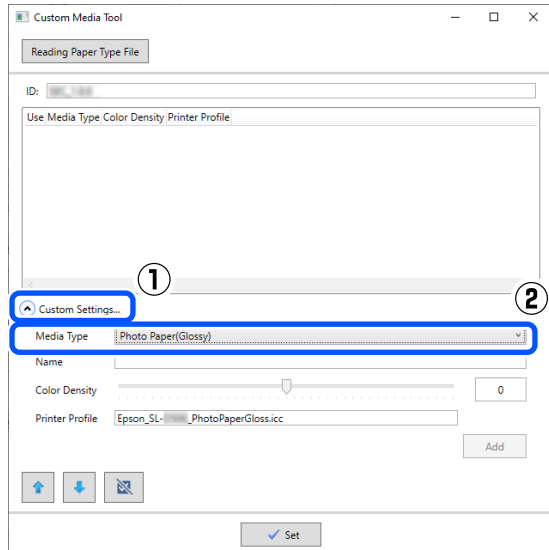 Custom Media Tool
Reading Paper Type File
ID:
Use Media Type Color Density Printer Profile
①
②
Custom Settings...
Media Type Photo Paper(Glossy)
Name
Color Density 0
Printer Profile Epson_SL- _PhotoPaperGloss.icc
Add
Set